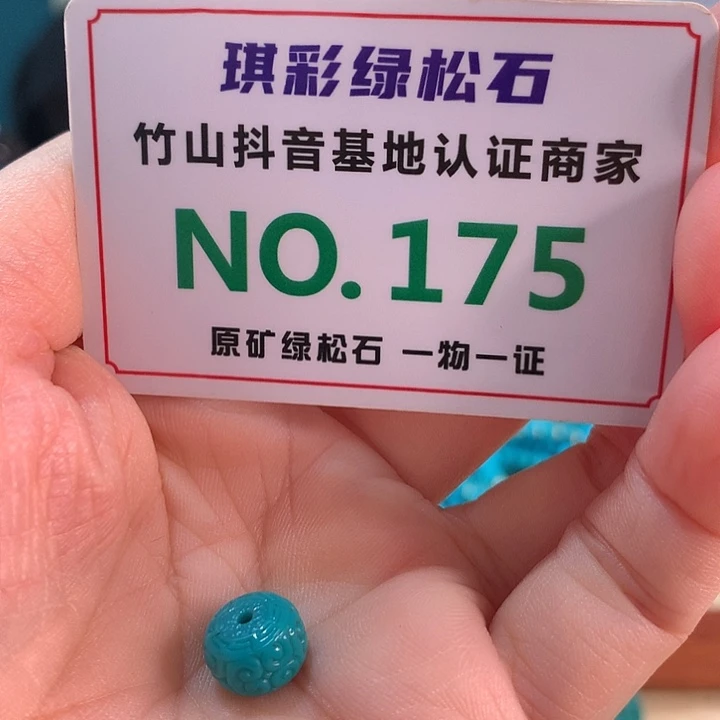 琪彩绿松石
竹山抖音基地认证商家
NO.175
原矿绿松石 一物一证